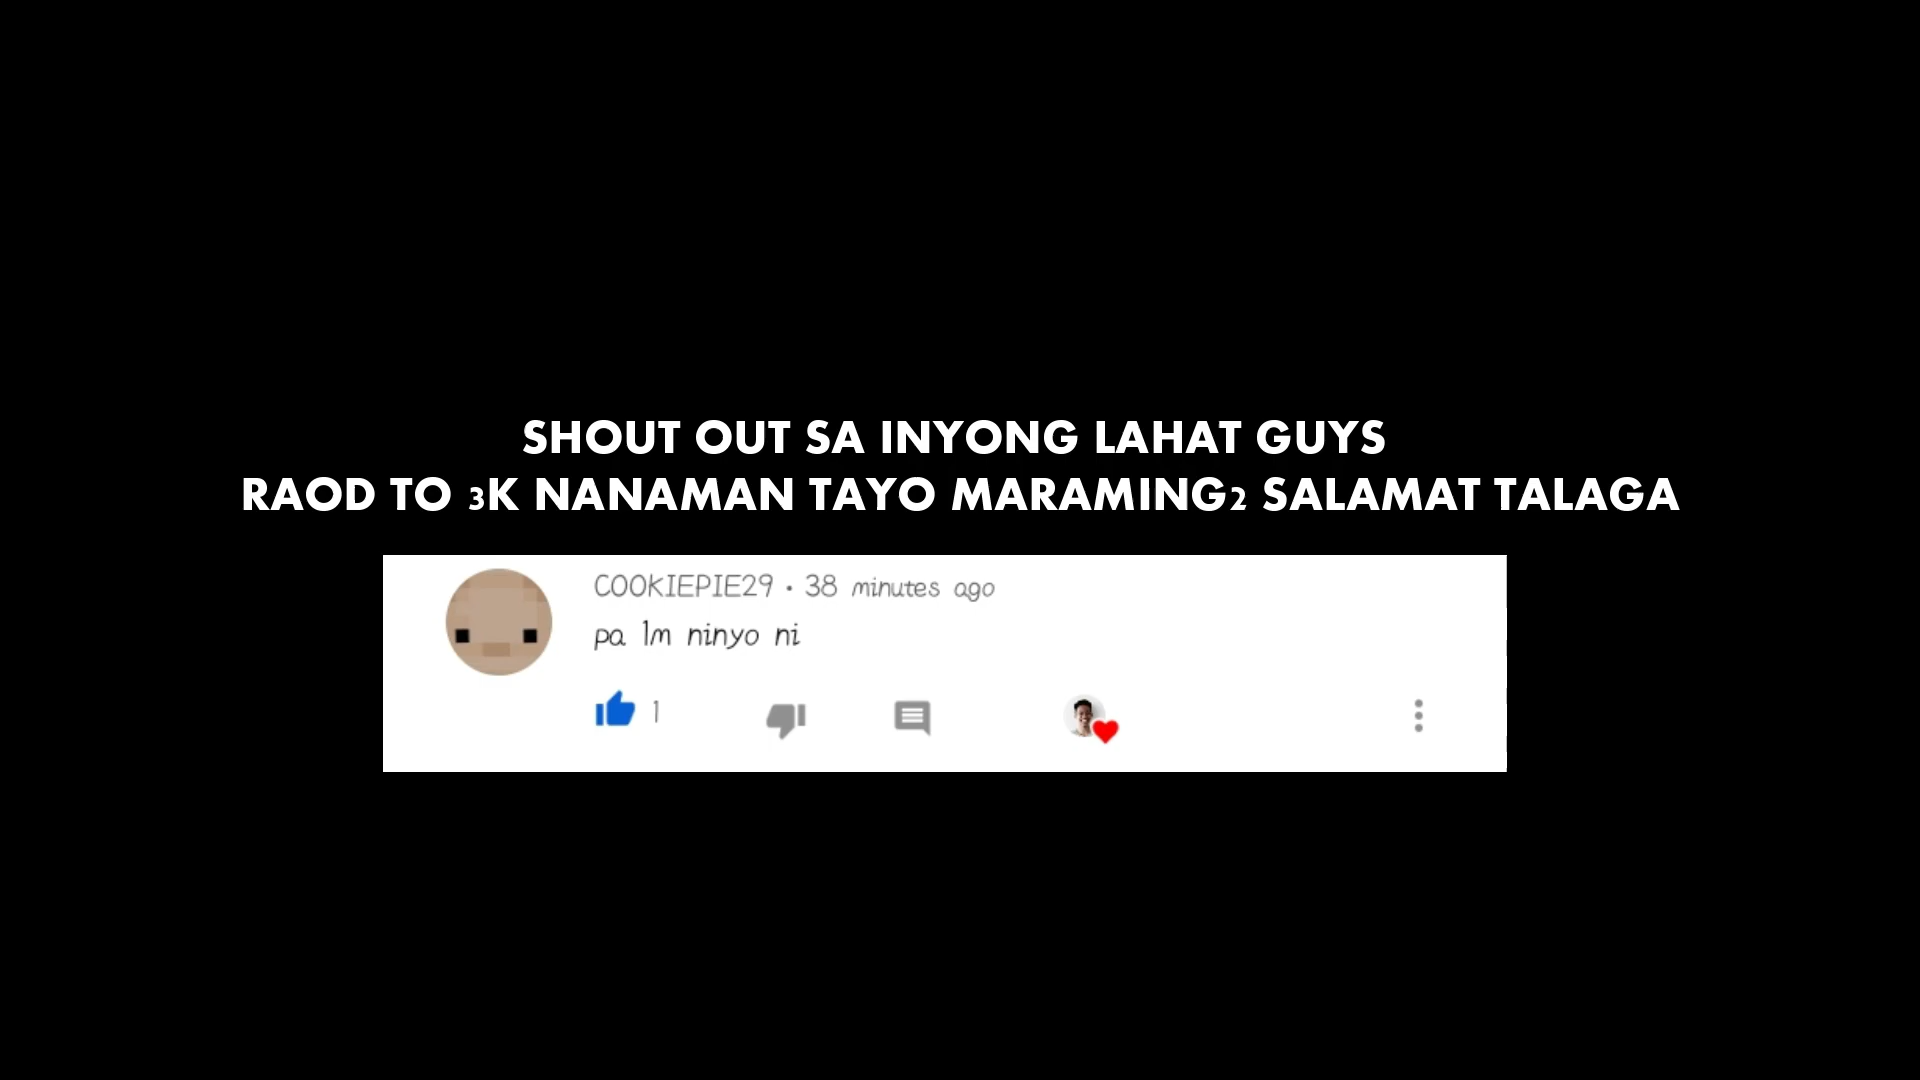 SHOUT OUT SA INYONG LAHAT GUYS
RAOD TO 3K NANAMAN TAYO MARAMING2 SALAMAT TALAGA
COOKIEPIE29 • 38 minutes ago
pa 1m ninyo ni
1